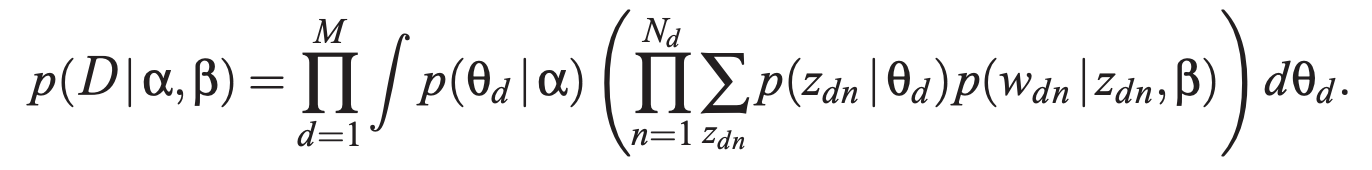 p(D|α,β) = ∏_{d=1}^{M} ∫ p(θ_d|α) ( ∏_{n=1}^{N_d} ∑_{z_{dn}} p(z_{dn}|θ_d) p(w_{dn}|z_{dn},β) ) dθ_d.